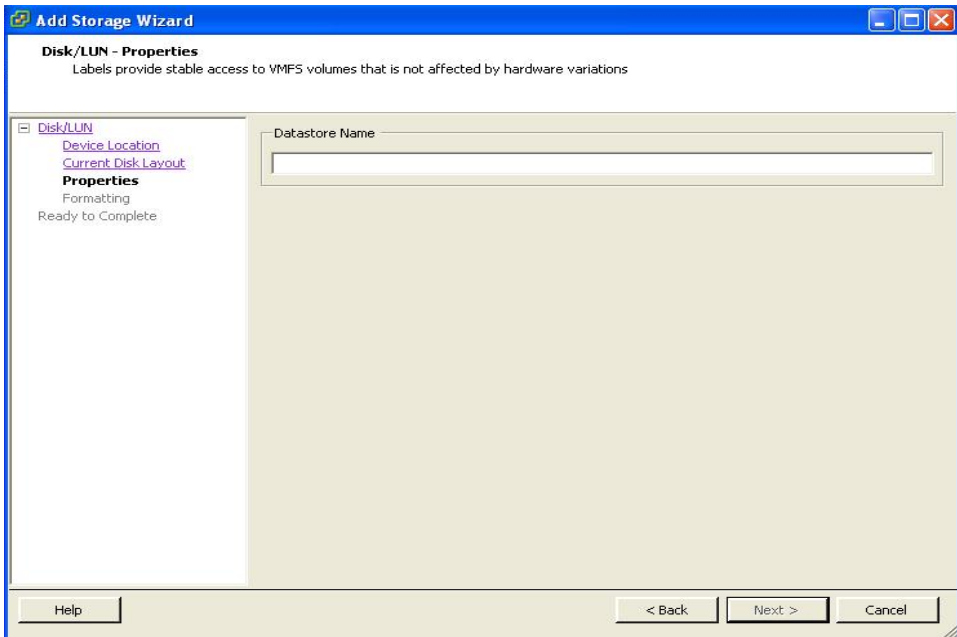 Add Storage Wizard
Disk/LUN - Properties
Labels provide stable access to VMFS volumes that is not affected by hardware variations
Disk/LUN
Device Location
Current Disk Layout
Properties
Formatting
Ready to Complete
Datastore Name
Help
< Back
Next >
Cancel